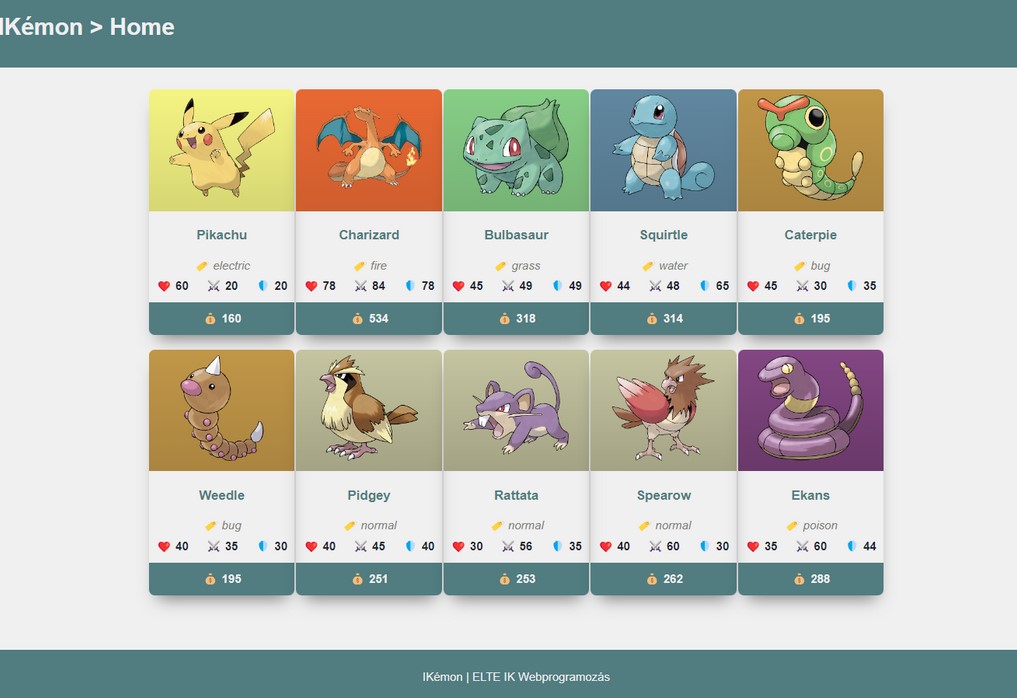 IKémon > Home
Pikachu Charizard Bulbasaur Squirtle Caterpie
electric fire grass water bug
60 20 20 78 84 78 45 49 49 44 48 65 45 30 35
160 534 318 314 195
Weedle Pidgey Rattata Spearow Ekans
bug normal normal normal poison
40 35 30 40 45 40 30 56 35 40 60 30 35 60 44
195 251 253 262 288
IKémon | ELTE IK Webprogramozás